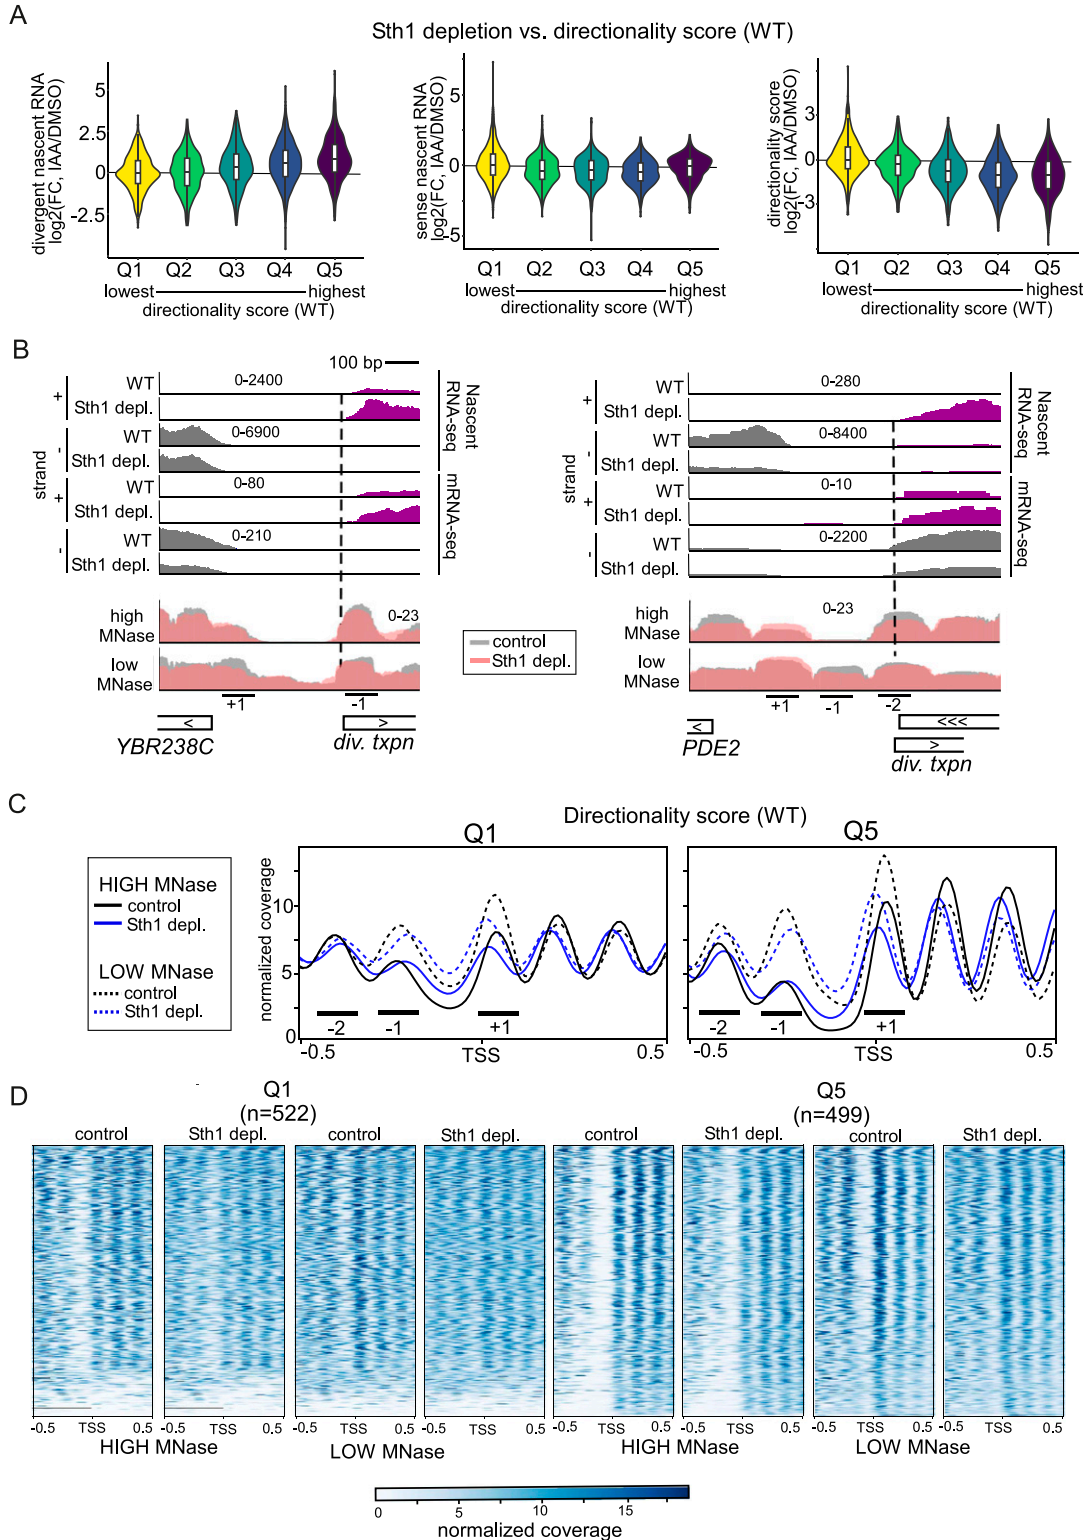 A
Sth1 depletion vs. directionality score (WT)
divergent nascent RNA
log2(FC, IAA/DMSO)
5
2.5
0
-2.5
Q1 Q2 Q3 Q4 Q5
lowest highest
directionality score (WT)
sense nascent RNA
log2(FC, IAA/DMSO)
5
0
-5
Q1 Q2 Q3 Q4 Q5
lowest highest
directionality score (WT)
directionality score
log2(FC, IAA/DMSO)
3
0
-3
Q1 Q2 Q3 Q4 Q5
lowest highest
directionality score (WT)
B
100 bp
strand
+
WT 0-2400
Sth1 depl.
-
WT 0-6900
Sth1 depl.
Nascent
RNA-seq
+
WT 0-80
Sth1 depl.
-
WT 0-210
Sth1 depl.
mRNA-seq
high
MNase
0-23
low
MNase
+1 -1
<
>
YBR238C
div. txpn
control
Sth1 depl.
strand
+
WT 0-280
Sth1 depl.
-
WT 0-8400
Sth1 depl.
Nascent
RNA-seq
+
WT 0-10
Sth1 depl.
-
WT 0-2200
Sth1 depl.
mRNA-seq
high
MNase
0-23
low
MNase
+1 -1 -2
<
<<<
PDE2
>
div. txpn
C
Directionality score (WT)
Q1 Q5
HIGH MNase
control
Sth1 depl.
LOW MNase
control
Sth1 depl.
normalized coverage
10
5
0
-2 -1 +1
-0.5 TSS 0.5
-2 -1 +1
-0.5 TSS 0.5
D
Q1
(n=522)
Q5
(n=499)
control Sth1 depl. control Sth1 depl. control Sth1 depl. control Sth1 depl.
-0.5 TSS 0.5 -0.5 TSS 0.5 -0.5 TSS 0.5 -0.5 TSS 0.5 -0.5 TSS 0.5 -0.5 TSS 0.5 -0.5 TSS 0.5 -0.5 TSS 0.5
HIGH MNase LOW MNase HIGH MNase LOW MNase
0 5 10 15
normalized coverage